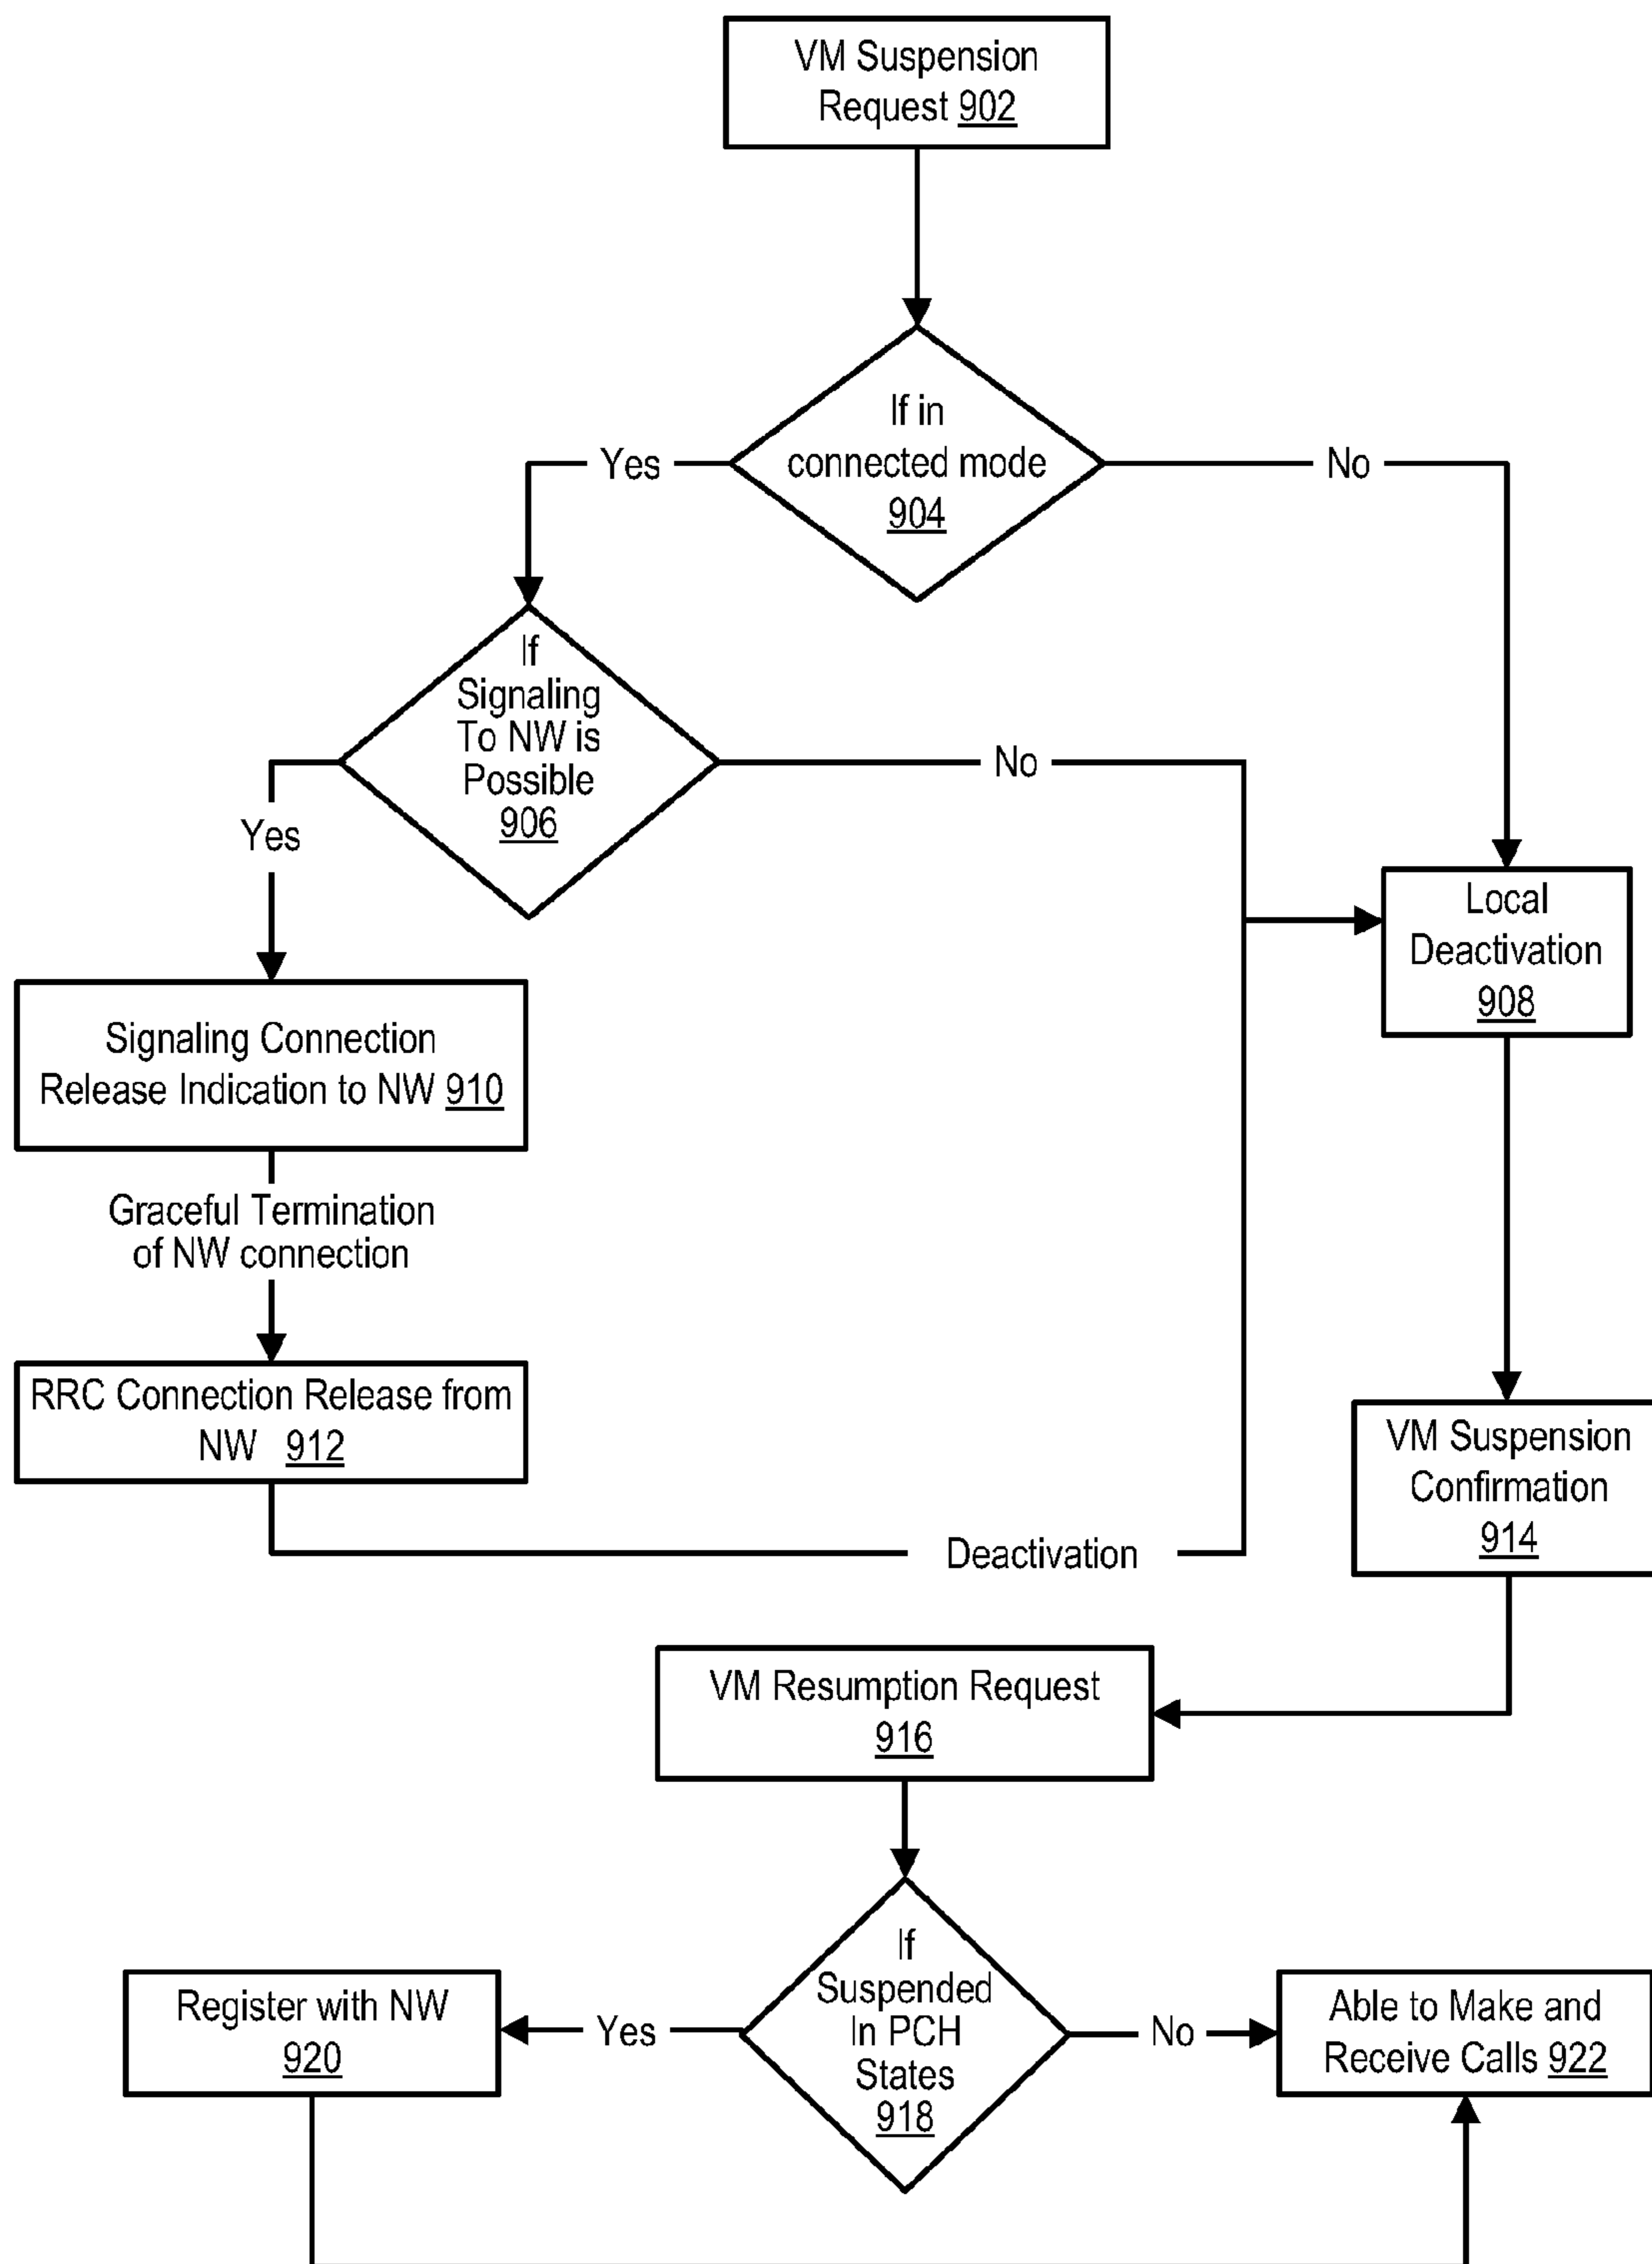 VM Suspension
Request 902
If in
connected mode
904
Yes
No
If
Signaling
To NW is
Possible
906
No
Yes
Local
Deactivation
908
Signaling Connection
Release Indication to NW 910
Graceful Termination
of NW connection
RRC Connection Release from
NW 912
VM Suspension
Confirmation
914
Deactivation
VM Resumption Request
916
If
Suspended
In PCH
States
918
Register with NW
920
Yes
No
Able to Make and
Receive Calls 922